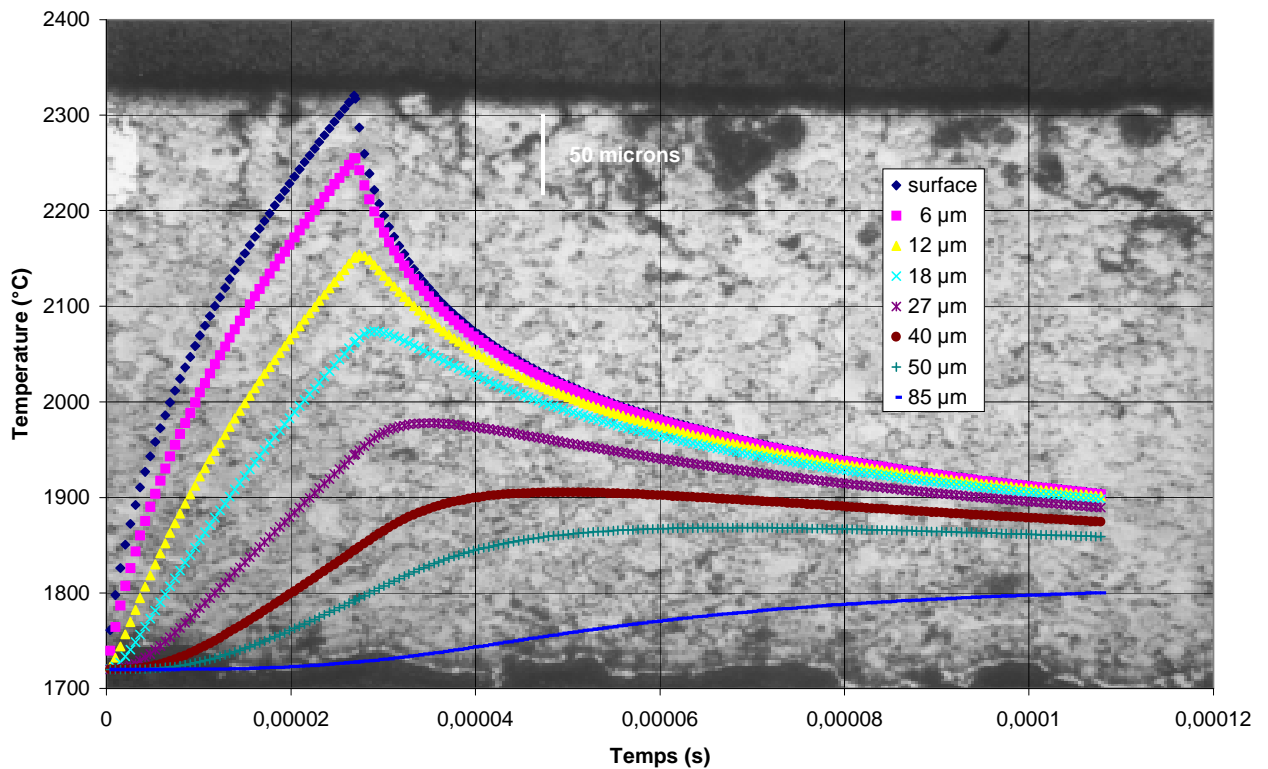 2400
2300
2200
2100
2000
1900
1800
1700
Temperature (°C)
50 microns
surface
6 µm
12 µm
18 µm
27 µm
40 µm
50 µm
85 µm
0
0,00002
0,00004
0,00006
0,00008
0,0001
0,00012
Temps (s)